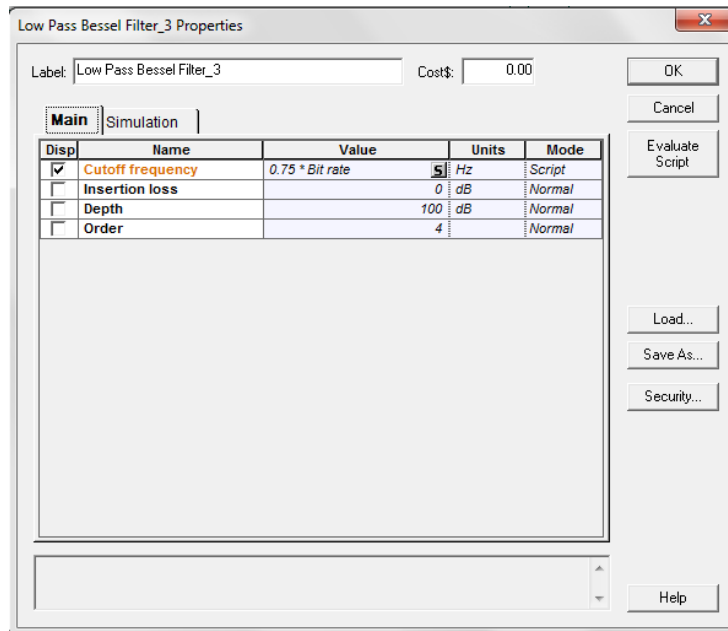 Low Pass Bessel Filter_3 Properties
Label: Low Pass Bessel Filter_3 Cost$: 0.00 OK
Cancel
Main Simulation
Disp Name Value Units Mode Evaluate Script
Cutoff frequency 0.75 * Bit rate S Hz Script
Insertion loss 0 dB Normal
Depth 100 dB Normal
Order 4 Normal
Load...
Save As...
Security...
Help